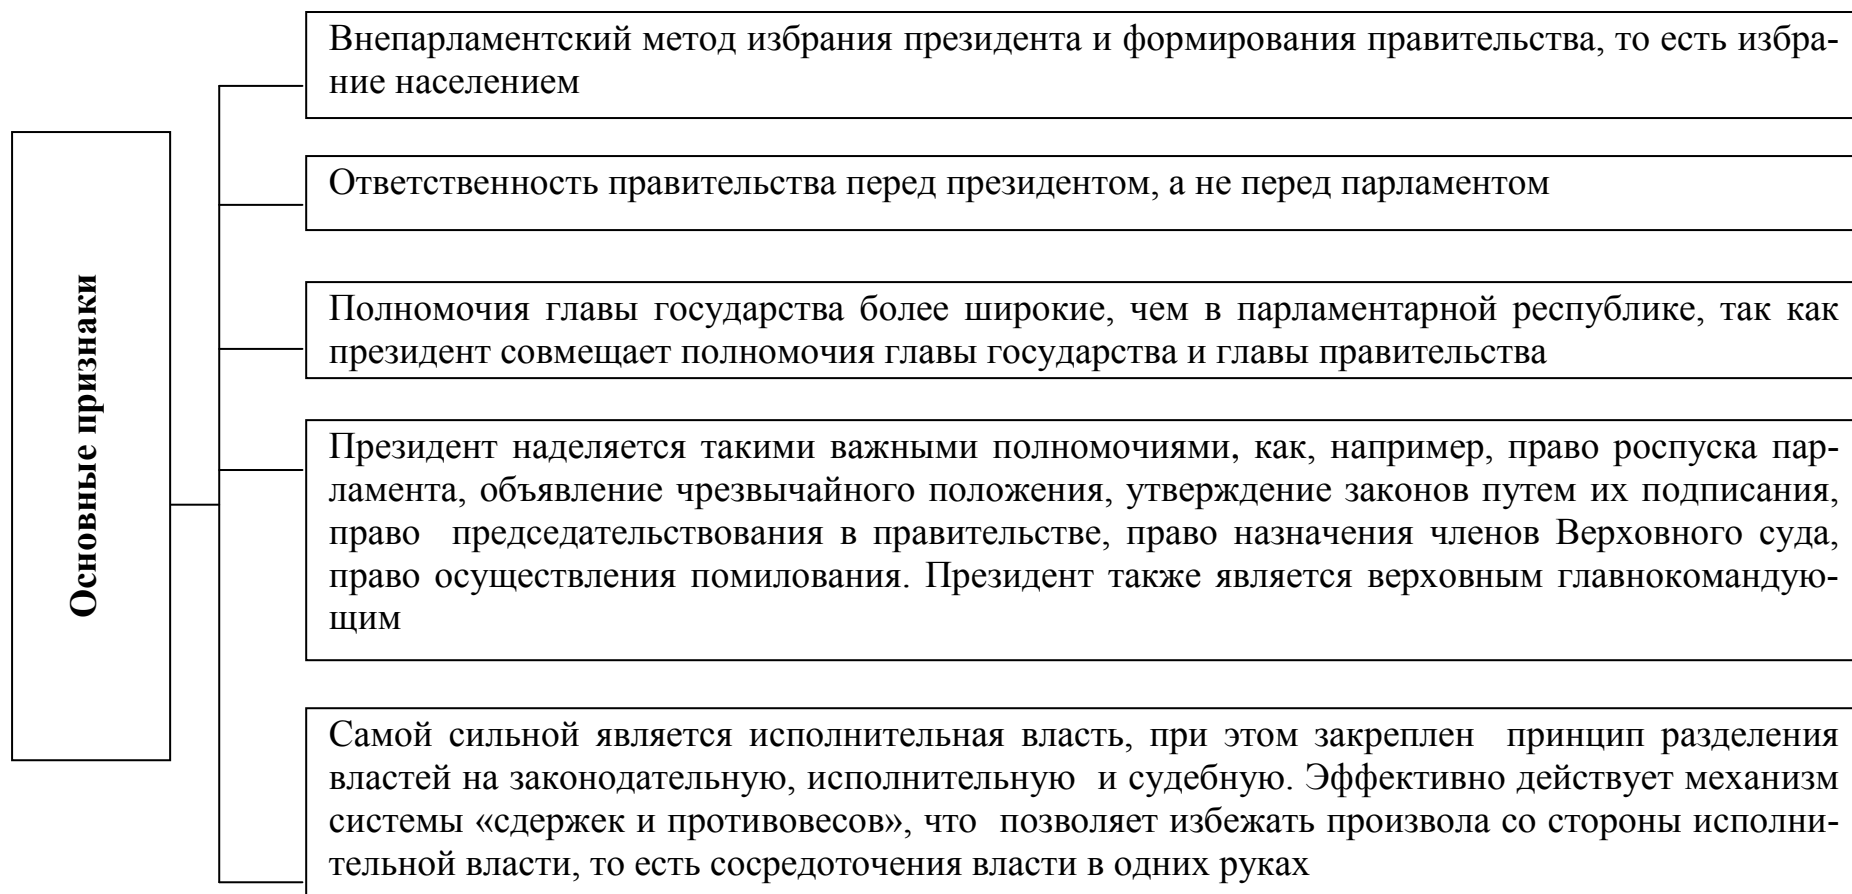 Основные признаки
Внепарламентский метод избрания президента и формирования правительства, то есть избра-
ние населением
Ответственность правительства перед президентом, а не перед парламентом
Полномочия главы государства более широкие, чем в парламентарной республике, так как
президент совмещает полномочия главы государства и главы правительства
Президент наделяется такими важными полномочиями, как, например, право роспуска пар-
ламента, объявление чрезвычайного положения, утверждение законов путем их подписания,
право председательствования в правительстве, право назначения членов Верховного суда,
право осуществления помилования. Президент также является верховным главнокомандую-
щим
Самой сильной является исполнительная власть, при этом закреплен принцип разделения
властей на законодательную, исполнительную и судебную. Эффективно действует механизм
системы «сдержек и противовесов», что позволяет избежать произвола со стороны исполни-
тельной власти, то есть сосредоточения власти в одних руках